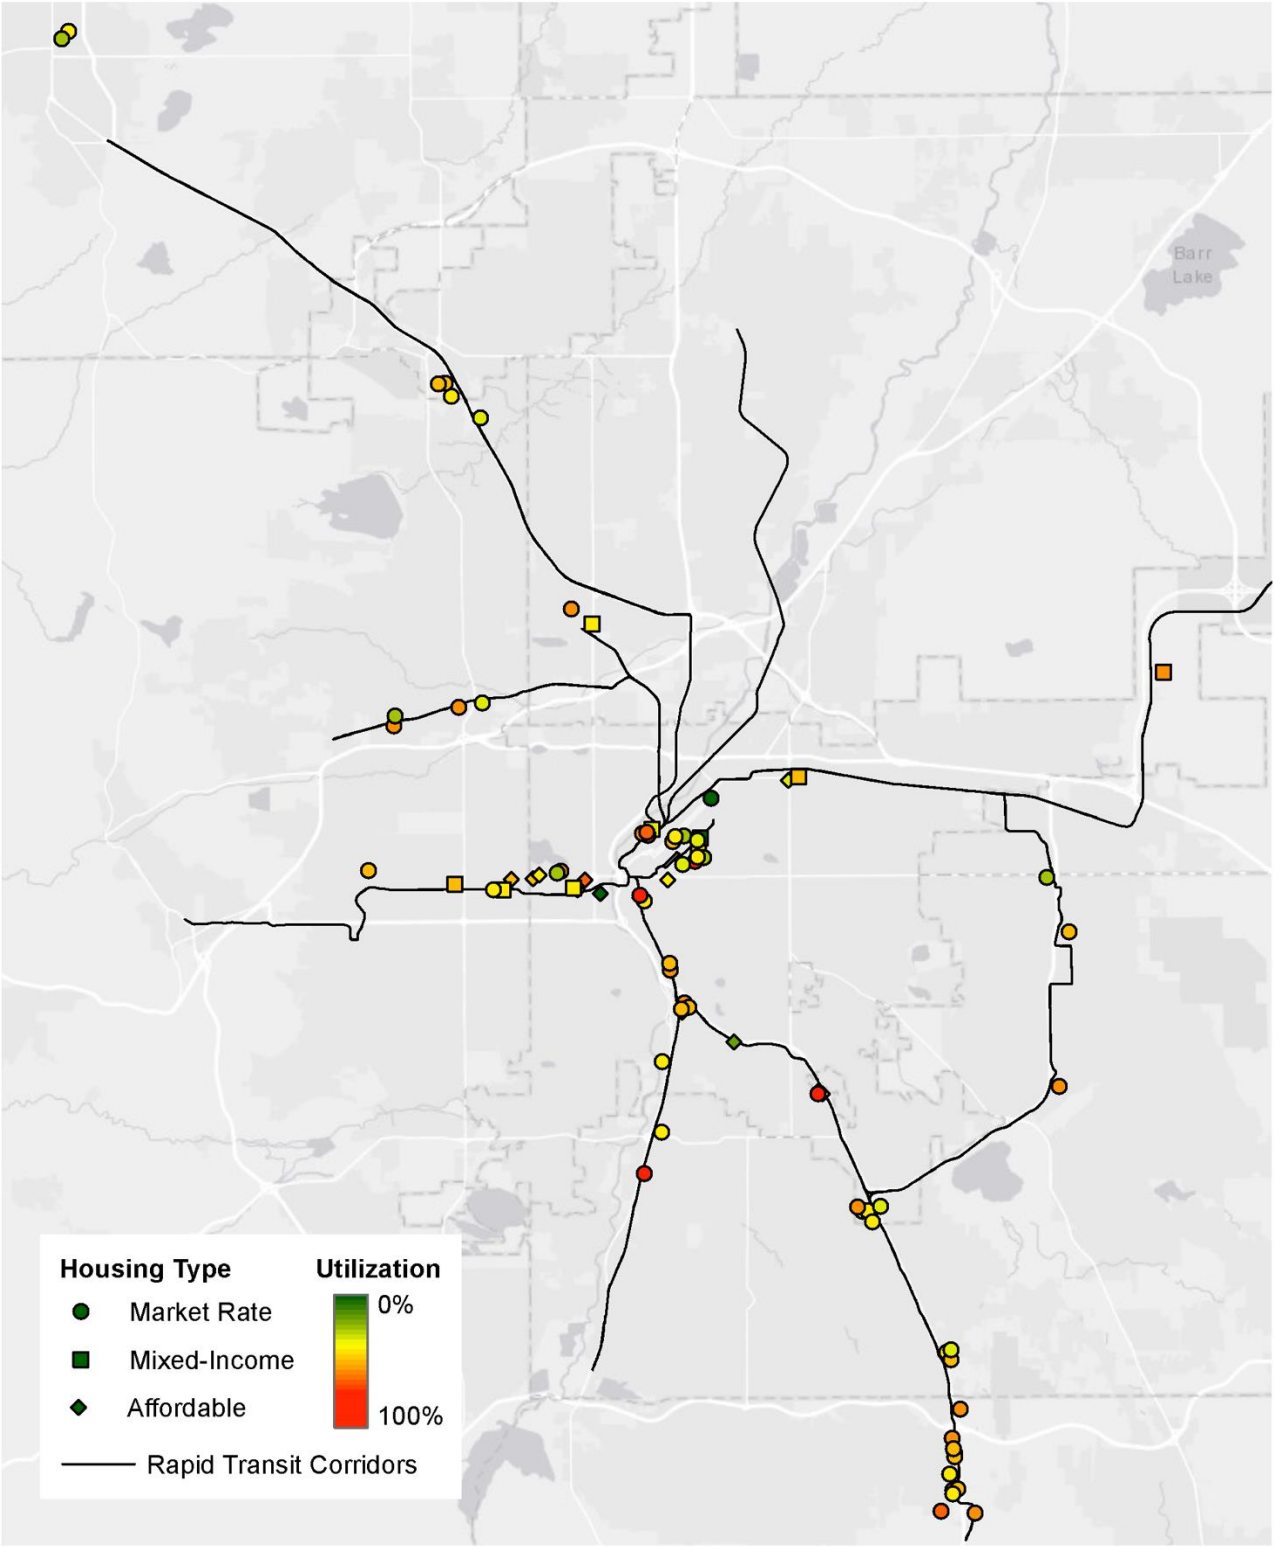 Barr
Lake
Housing Type
Market Rate
Mixed-Income
Affordable
Rapid Transit Corridors
Utilization
0%
100%